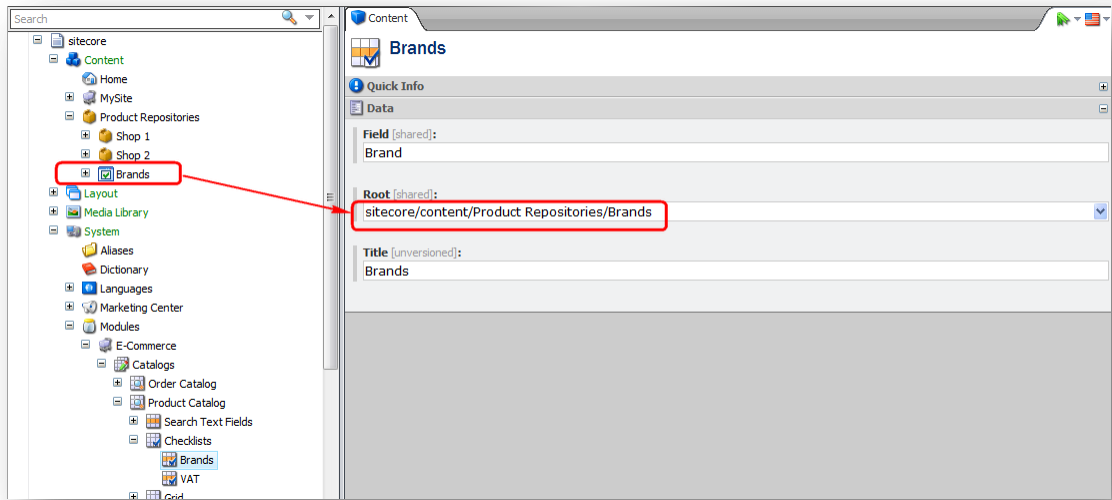 Search
sitecore
Content
Home
MySite
Product Repositories
Shop 1
Shop 2
Brands
Layout
Media Library
System
Aliases
Dictionary
Languages
Marketing Center
Modules
E-Commerce
Catalogs
Order Catalog
Product Catalog
Search Text Fields
Checklists
Brands
VAT
Grid
Content
Brands
Quick Info
Data
Field [shared]:
Brand
Root [shared]:
sitecore/content/Product Repositories/Brands
Title [unversioned]:
Brands